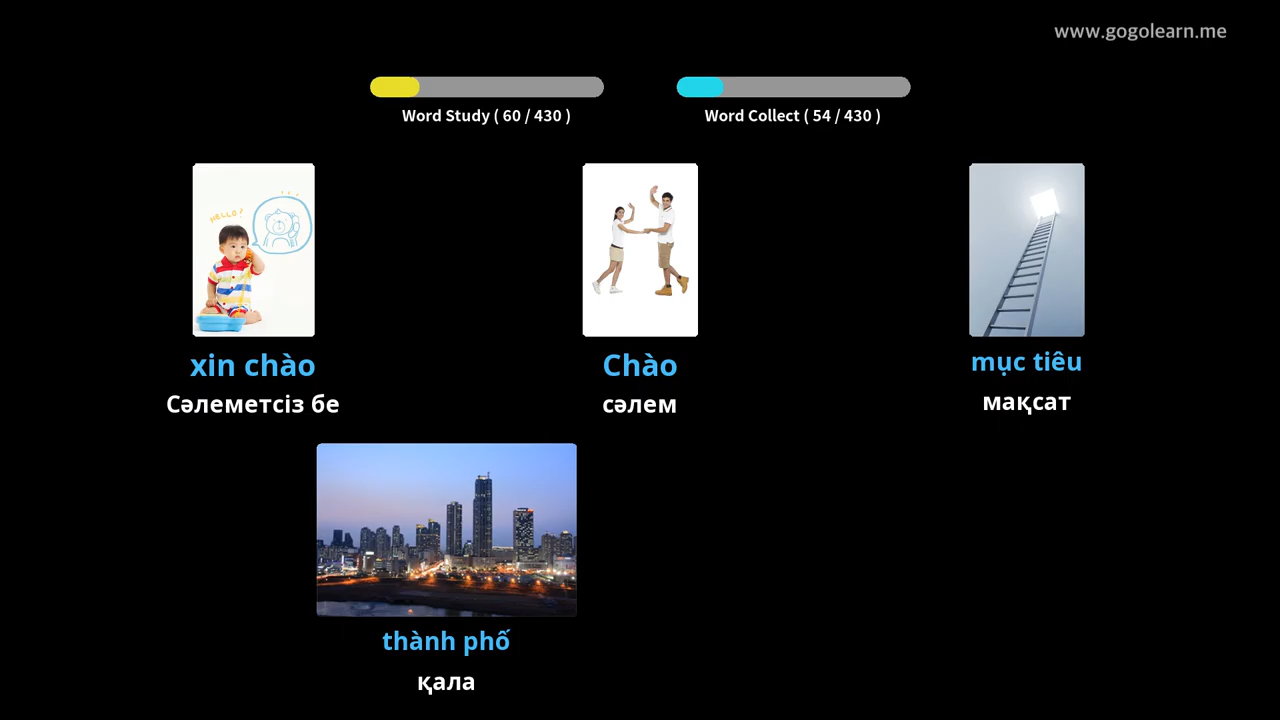 www.gogolearn.me
Word Study ( 60 / 430 )
Word Collect ( 54 / 430 )
HELLO?
xin chào
Сәлеметсіз бе
Chào
сәлем
mục tiêu
мақсат
thành phố
қала